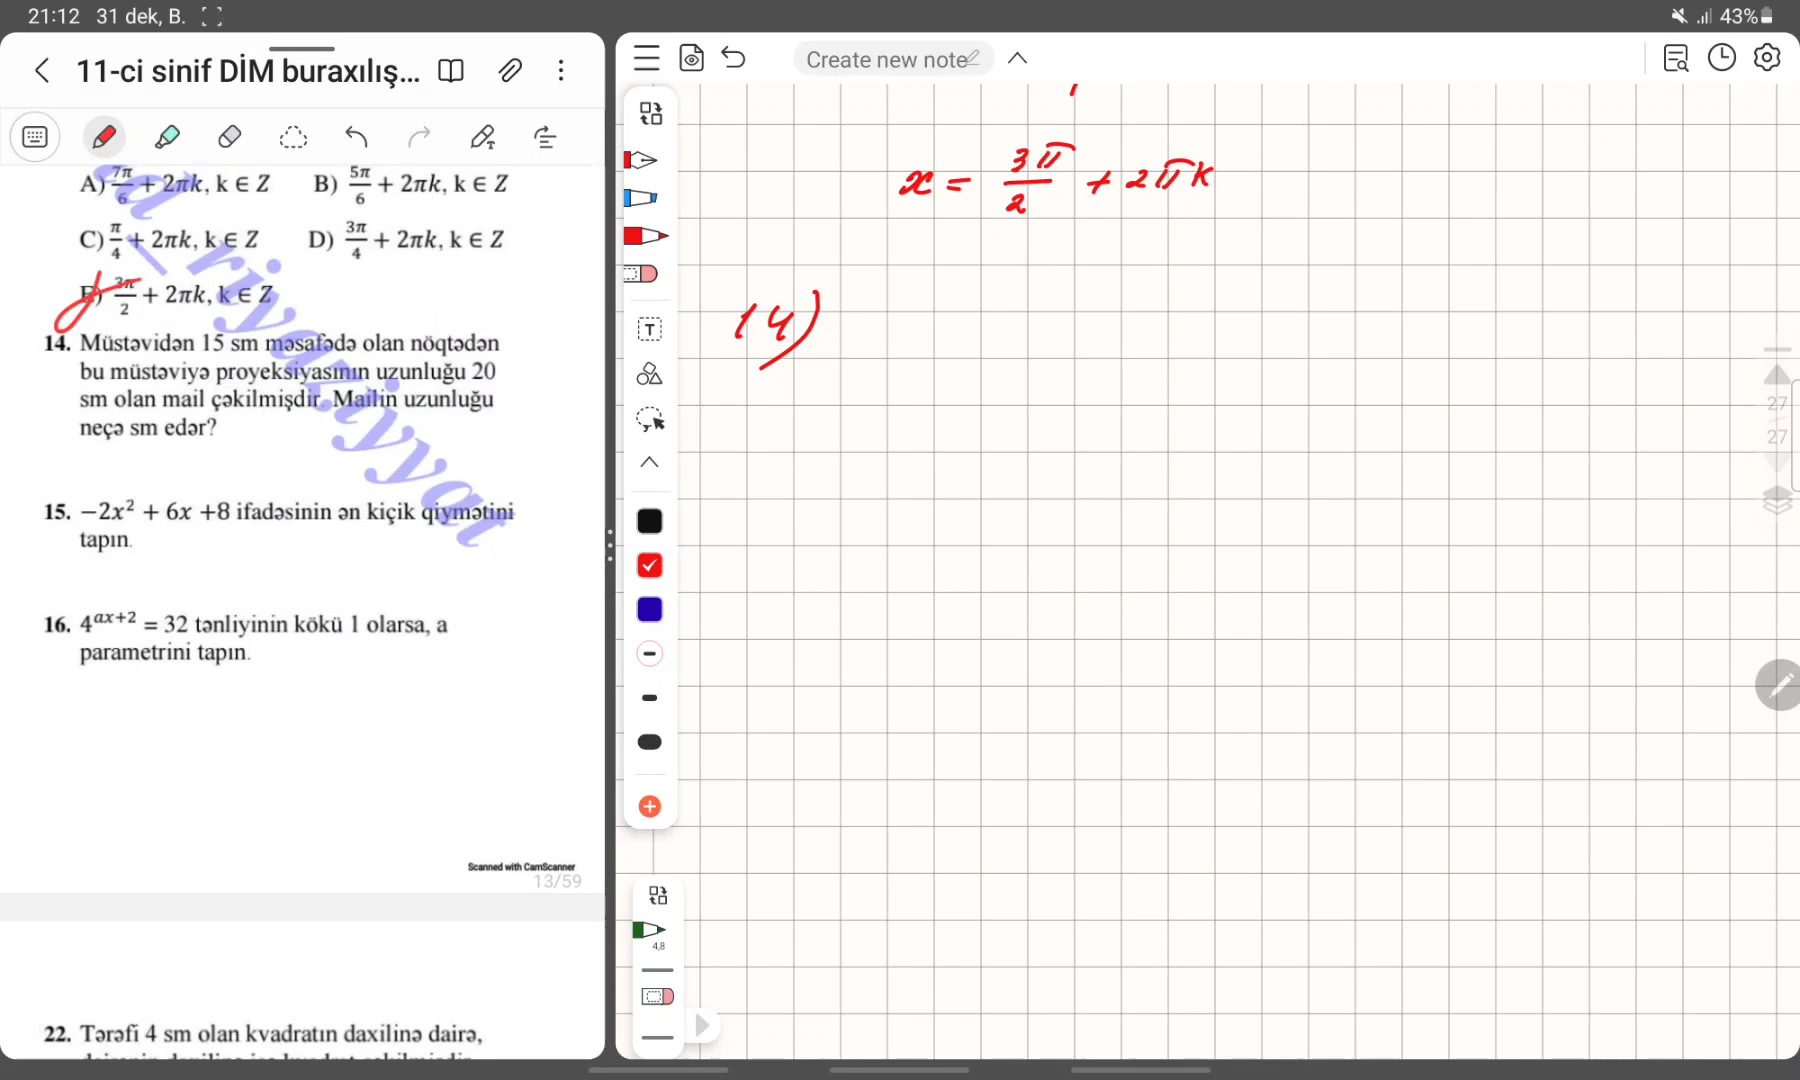 21:12 31 dek, B.
43%
11-ci sinif DİM buraxılış...
Create new note
A) 7π/6 + 2πk, k ∈ Z B) 5π/6 + 2πk, k ∈ Z
C) π/4 + 2πk, k ∈ Z D) 3π/4 + 2πk, k ∈ Z
E) 3π/2 + 2πk, k ∈ Z
14. Müstəvidən 15 sm məsafədə olan nöqtədən
bu müstəviyə proyeksiyasının uzunluğu 20
sm olan mail çəkilmişdir. Mailin uzunluğu
neçə sm edər?
15. −2x² + 6x +8 ifadəsinin ən kiçik qiymətini
tapın.
16. 4^(ax+2) = 32 tənliyinin kökü 1 olarsa, a
parametrini tapın.
Scanned with CamScanner
13/59
22. Tərəfi 4 sm olan kvadratın daxilinə dairə,
_riyaziyyat
x = 3π/2 + 2πk
14)
T
4,8
27
27